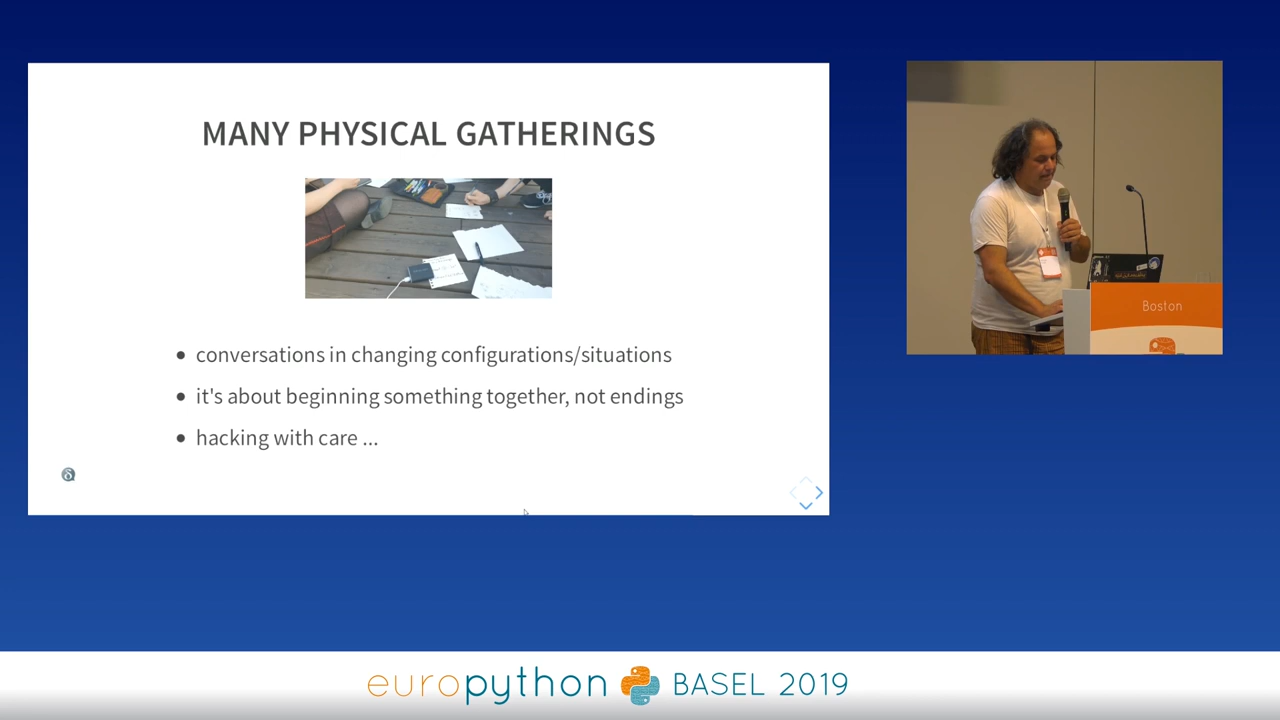 MANY PHYSICAL GATHERINGS
conversations in changing configurations/situations
it's about beginning something together, not endings
hacking with care ...
Boston
europython BASEL 2019